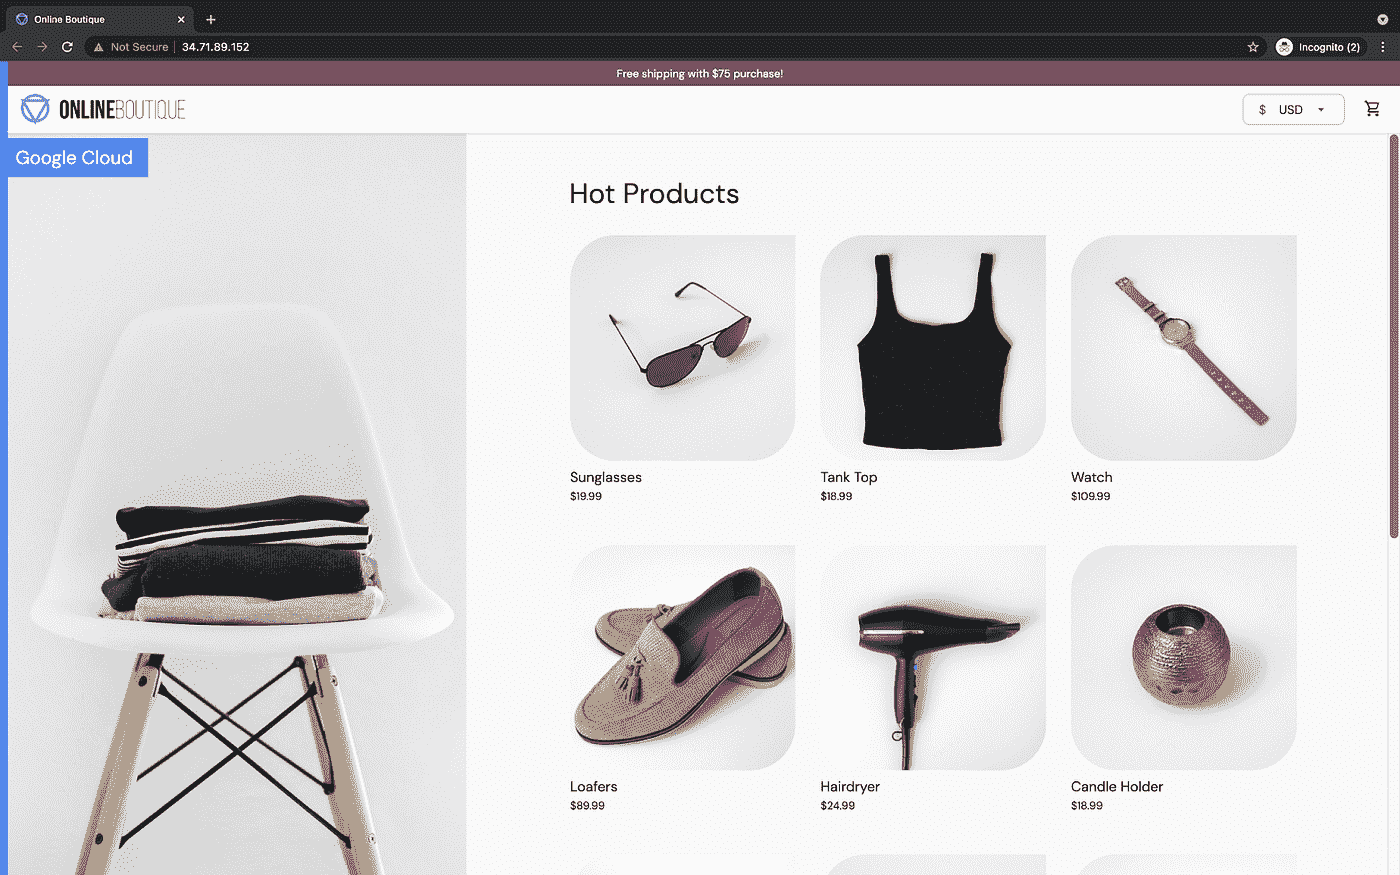 Online Boutique
Not Secure
34.71.89.152
Incognito (2)
Free shipping with $75 purchase!
ONLINEBOUTIQUE
$ USD
Google Cloud
Hot Products
Sunglasses
$19.99
Tank Top
$18.99
Watch
$109.99
Loafers
$89.99
Hairdryer
$24.99
Candle Holder
$18.99